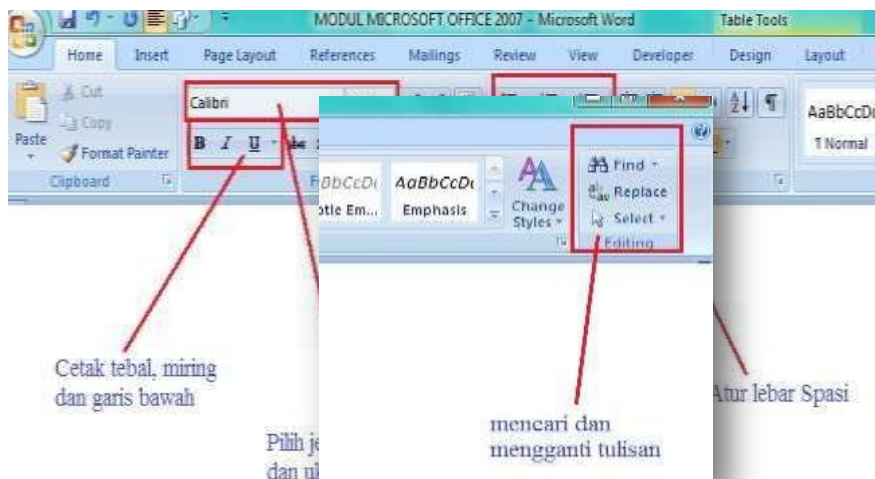 MODUL MICROSOFT OFFICE 2007 - Microsoft Word Table Tools
Home Insert Page Layout References Mailings Review View Developer Design Layout
Cut
Copy
Paste
Format Painter
Clipboard
Calibri
B I U
AaBbCcDc
¶ Normal
AaBbCcDc
Emphasis
Change
Styles
Find
Replace
Select
Editing
Cetak tebal, miring
dan garis bawah
Pilih
dan
mencari dan
mengganti tulisan
Atur lebar Spasi